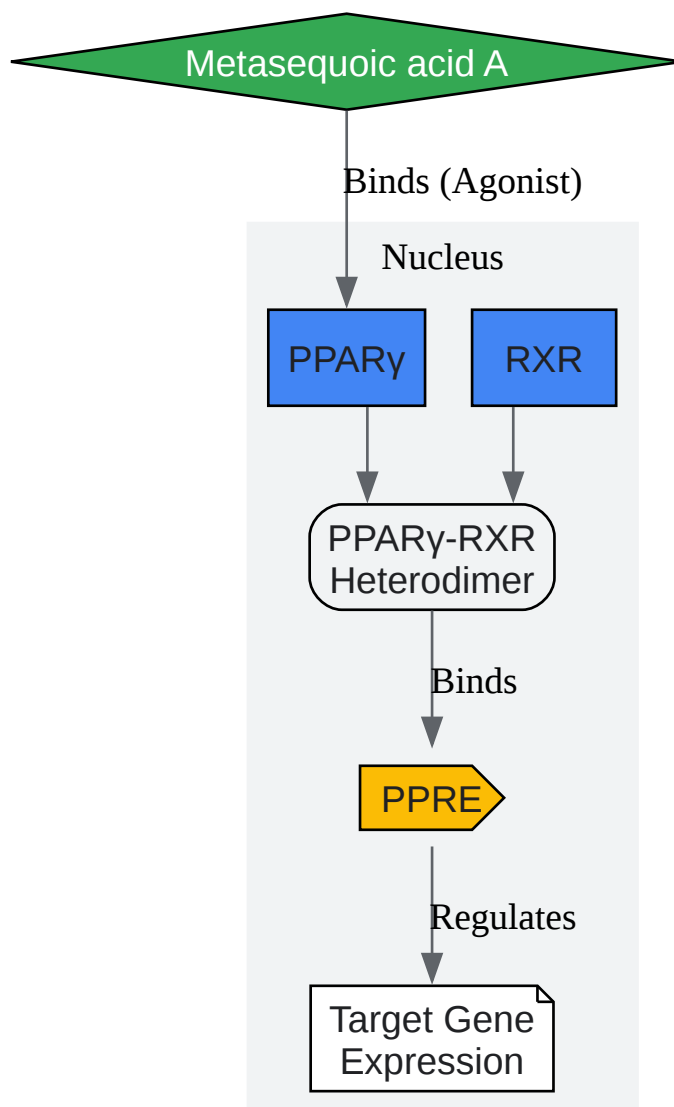 Metasequoic acid A
Binds (Agonist)
Nucleus
PPARγ
RXR
PPARγ-RXR
Heterodimer
Binds
PPRE
Regulates
Target Gene
Expression